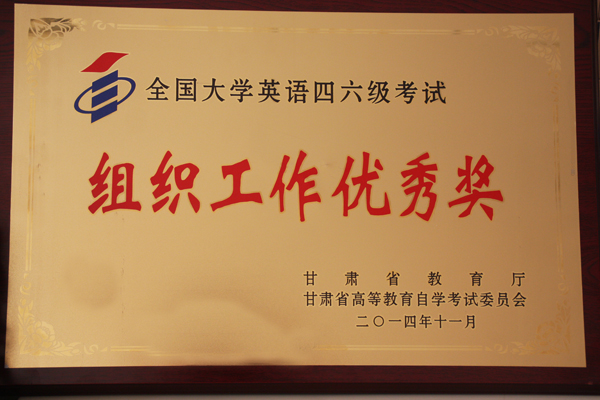 全国大学英语四六级考试
组织工作优秀奖
甘肃省教育厅
甘肃省高等教育自学考试委员会
二〇一四年十一月